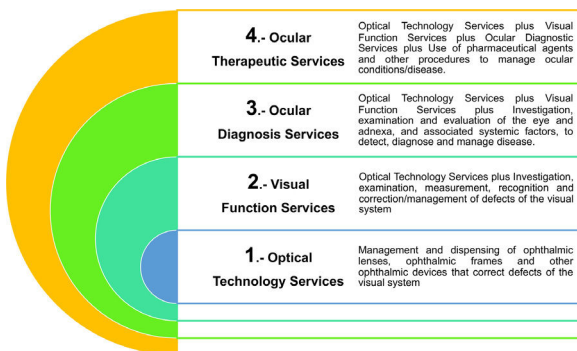 4.- Ocular
Therapeutic Services
Optical Technology Services plus Visual
Function Services plus Ocular Diagnostic
Services plus Use of pharmaceutical agents
and other procedures to manage ocular
conditions/disease.
3.- Ocular
Diagnosis Services
Optical Technology Services plus Visual
Function Services plus Investigation,
examination and evaluation of the eye and
adnexa, and associated systemic factors, to
detect, diagnose and manage disease.
2.- Visual
Function Services
Optical Technology Services plus Investigation,
examination, measurement, recognition and
correction/management of defects of the visual
system
1.- Optical
Technology Services
Management and dispensing of ophthalmic
lenses, ophthalmic frames and other
ophthalmic devices that correct defects of the
visual system